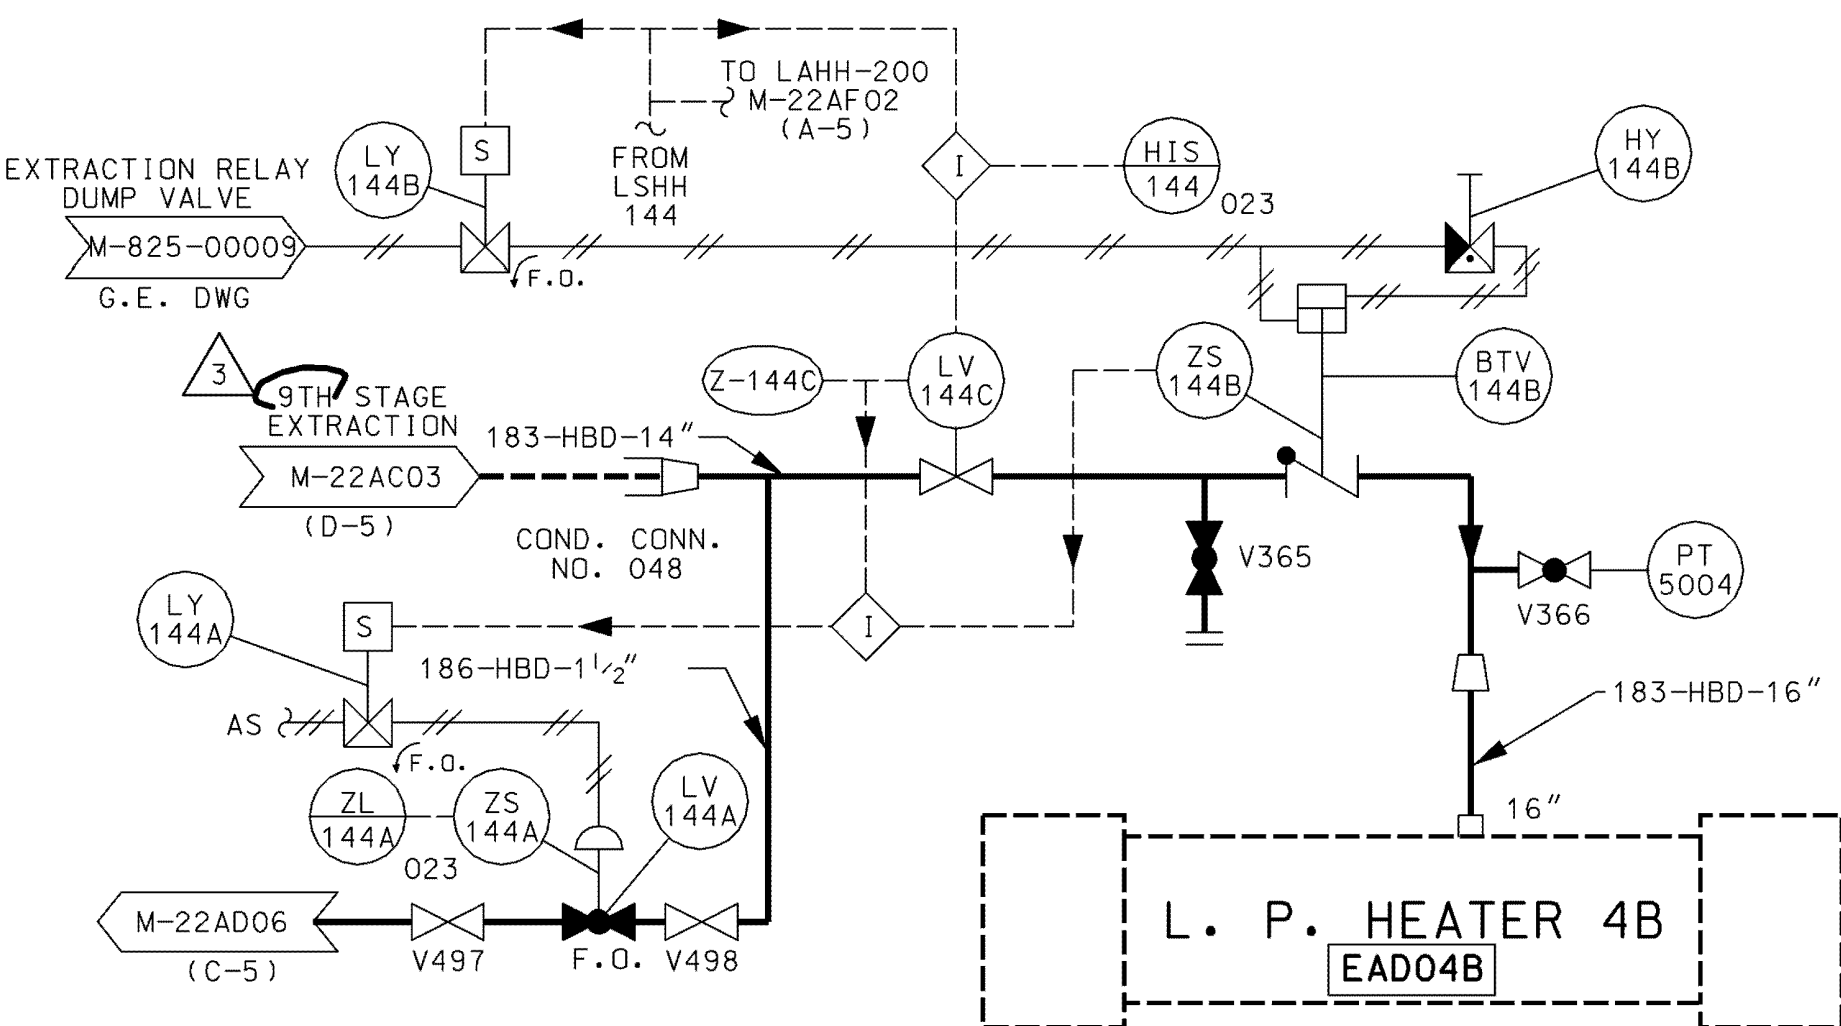 TO LAHH-200
M-22AF02
(A-5)
S
LY
144B
FROM
LSHH
144
I
HIS
144
023
HY
144B
EXTRACTION RELAY
DUMP VALVE
M-825-00009
G.E. DWG
F.O.
3
9TH STAGE
EXTRACTION
M-22AC03
(D-5)
183-HBD-14"
Z-144C
LV
144C
ZS
144B
BTV
144B
COND. CONN.
NO. 048
V365
V366
PT
5004
LY
144A
S
I
186-HBD-1 1/2"
183-HBD-16"
AS
F.O.
ZL
144A
023
ZS
144A
LV
144A
16"
M-22AD06
(C-5)
V497
F.O.
V498
L. P. HEATER 4B
EAD04B